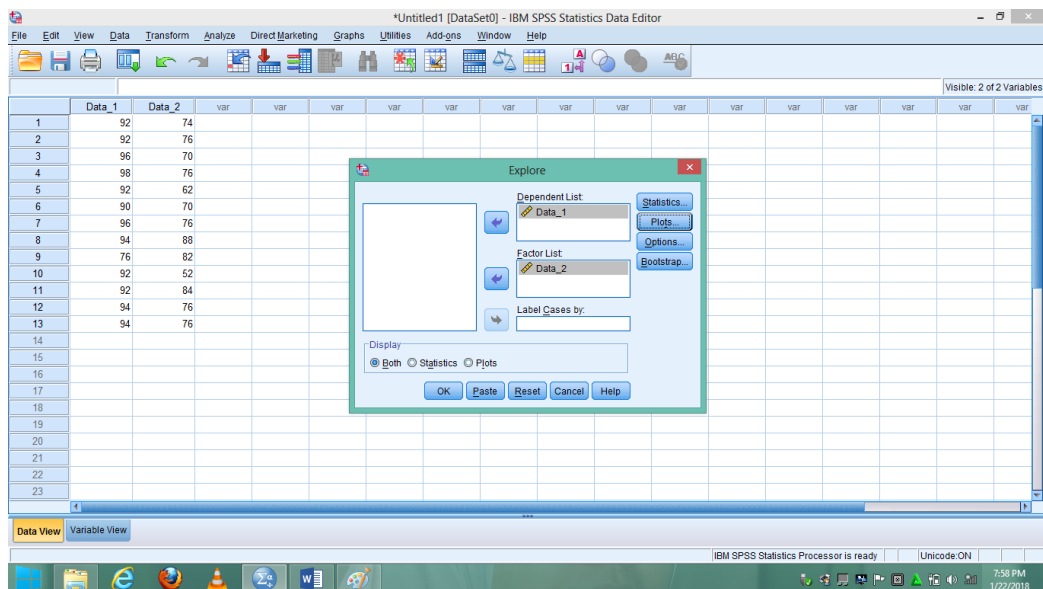 *Untitled1 [DataSet0] - IBM SPSS Statistics Data Editor
File Edit View Data Transform Analyze Direct Marketing Graphs Utilities Add-ons Window Help
A
1 4
ABC
Visible: 2 of 2 Variables
Data_1 Data_2 var var var var var var var var var var var var var var var
1 92 74
2 92 76
3 96 70
4 98 76
5 92 62
6 90 70
7 96 76
8 94 88
9 76 82
10 92 52
11 92 84
12 94 76
13 94 76
14
15
16
17
18
19
20
21
22
23
Explore
Dependent List:
Data_1
Factor List:
Data_2
Label Cases by:
Statistics...
Plots...
Options...
Bootstrap...
Display
Both Statistics Plots
OK Paste Reset Cancel Help
Data View Variable View
IBM SPSS Statistics Processor is ready Unicode:ON
7:58 PM
1/22/2018